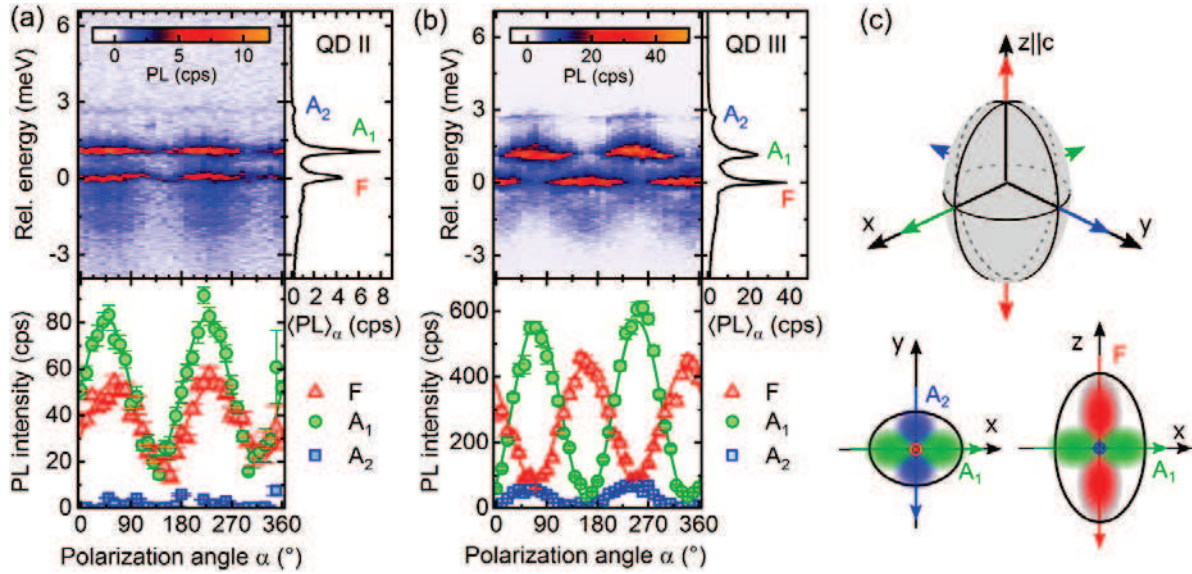 (a)
QD II
0 5 10
PL (cps)
Rel. energy (meV)
6
3
0
-3
A2
A1
F
0 2 4 6 8
⟨PL⟩α (cps)
PL intensity (cps)
80
60
40
20
0
0 90 180 270 360
Polarization angle α (°)
F
A1
A2
(b)
QD III
0 20 40
PL (cps)
Rel. energy (meV)
6
3
0
-3
A2
A1
F
0 20 40
⟨PL⟩α (cps)
PL intensity (cps)
600
400
200
0
0 90 180 270 360
Polarization angle α (°)
F
A1
A2
(c)
z||c
x
y
y
A2
x
A1
z
F
x
A1